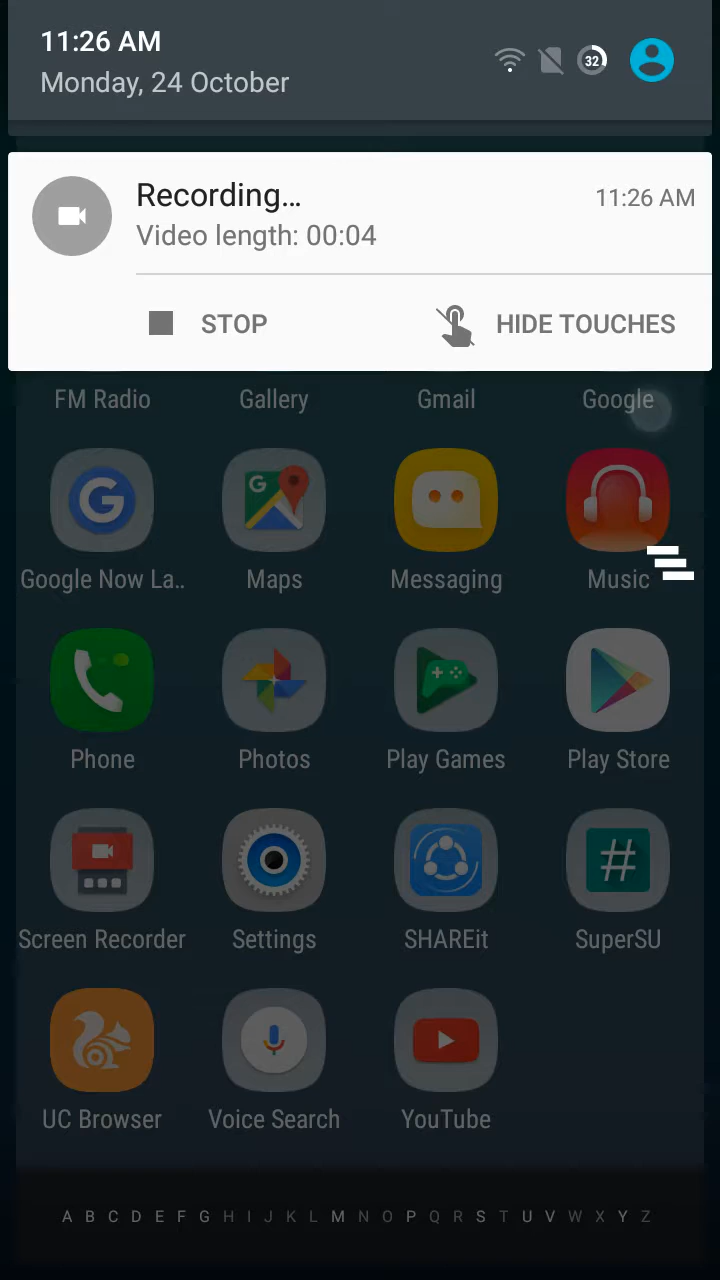 11:26 AM
Monday, 24 October
32
Recording...
11:26 AM
Video length: 00:04
STOP
HIDE TOUCHES
FM Radio
Gallery
Gmail
Google
Google Now La..
Maps
Messaging
Music
Phone
Photos
Play Games
Play Store
Screen Recorder
Settings
SHAREit
SuperSU
UC Browser
Voice Search
YouTube
A B C D E F G H I J K L M N O P Q R S T U V W X Y Z